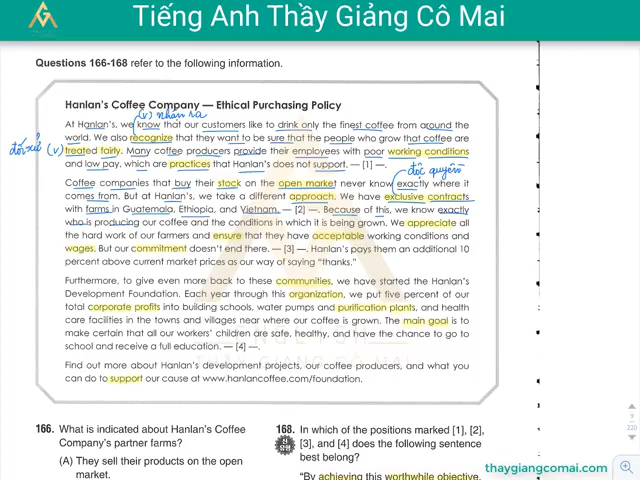 Tiếng Anh Thầy Giảng Cô Mai
Questions 166-168 refer to the following information.
Hanlan's Coffee Company — Ethical Purchasing Policy
(v) nhận ra
At Hanlan's, we know that our customers like to drink only the finest coffee from around the
world. We also recognize that they want to be sure that the people who grow that coffee are
đối xử (v) treated fairly. Many coffee producers provide their employees with poor working conditions
and low pay, which are practices that Hanlan's does not support. — [1] —.
độc quyền
Coffee companies that buy their stack on the open market never know exactly where it
comes from. But at Hanlan's, we take a different approach. We have exclusive contracts
with farms in Guatemala, Ethiopia, and Vietnam. — [2] —. Because of this, we know exactly
who is producing our coffee and the conditions in which it is being grown. We appreciate all
the hard work of our farmers and ensure that they have acceptable working conditions and
wages. But our commitment doesn't end there. — [3] —. Hanlan's pays them an additional 10
percent above current market prices as our way of saying "thanks."
Furthermore, to give even more back to these communities, we have started the Hanlan's
Development Foundation. Each year through this organization, we put five percent of our
total corporate profits into building schools, water pumps and purification plants, and health
care facilities in the towns and villages near where our coffee is grown. The main goal is to
make certain that all our workers' children are safe, healthy, and have the chance to go to
school and receive a full education. — [4] —.
THẦY GIẢNG CÔ MAI
Find out more about Hanlan's development projects, our coffee producers, and what you
can do to support our cause at www.hanlancoffee.com/foundation.
166. What is indicated about Hanlan's Coffee
Company's partner farms?
(A) They sell their products on the open
market.
168. In which of the positions marked [1], [2],
[3], and [4] does the following sentence
best belong?
"By achieving this worthwhile objective,
9
220
thaygiangcomai.com